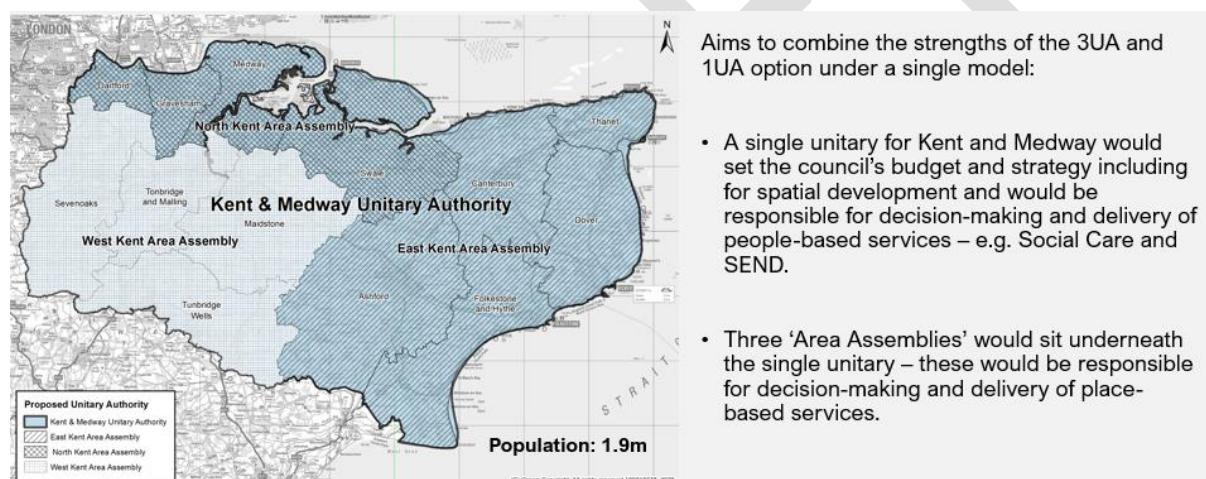 LONDON
N
Medway
Dartford
Gravesham
North Kent Area Assembly
Thanet
Swale
Canterbury
Sevenoaks
Tonbridge
and Malling
Kent & Medway Unitary Authority
Maidstone
Dover
West Kent Area Assembly
East Kent Area Assembly
Ashford
Folkestone
and Hythe
Tunbridge
Wells
STRAIT
Proposed Unitary Authority
Kent & Medway Unitary Authority
East Kent Area Assembly
North Kent Area Assembly
West Kent Area Assembly
Population: 1.9m
Aims to combine the strengths of the 3UA and
1UA option under a single model:
• A single unitary for Kent and Medway would
set the council’s budget and strategy including
for spatial development and would be
responsible for decision-making and delivery of
people-based services – e.g. Social Care and
SEND.
• Three ‘Area Assemblies’ would sit underneath
the single unitary – these would be responsible
for decision-making and delivery of place-
based services.